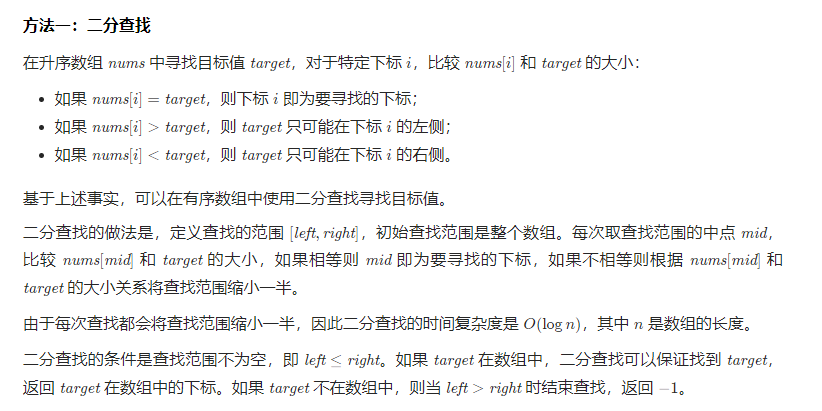 方法一：二分查找
在升序数组 nums 中寻找目标值 target，对于特定下标 i，比较 nums[i] 和 target 的大小：
• 如果 nums[i] = target，则下标 i 即为要寻找的下标；
• 如果 nums[i] > target，则 target 只可能在下标 i 的左侧；
• 如果 nums[i] < target，则 target 只可能在下标 i 的右侧。
基于上述事实，可以在有序数组中使用二分查找寻找目标值。
二分查找的做法是，定义查找的范围 [left, right]，初始查找范围是整个数组。每次取查找范围的中点 mid，
比较 nums[mid] 和 target 的大小，如果相等则 mid 即为要寻找的下标，如果不相等则根据 nums[mid] 和
target 的大小关系将查找范围缩小一半。
由于每次查找都会将查找范围缩小一半，因此二分查找的时间复杂度是 O(log n)，其中 n 是数组的长度。
二分查找的条件是查找范围不为空，即 left ≤ right。如果 target 在数组中，二分查找可以保证找到 target，
返回 target 在数组中的下标。如果 target 不在数组中，则当 left > right 时结束查找，返回 −1。